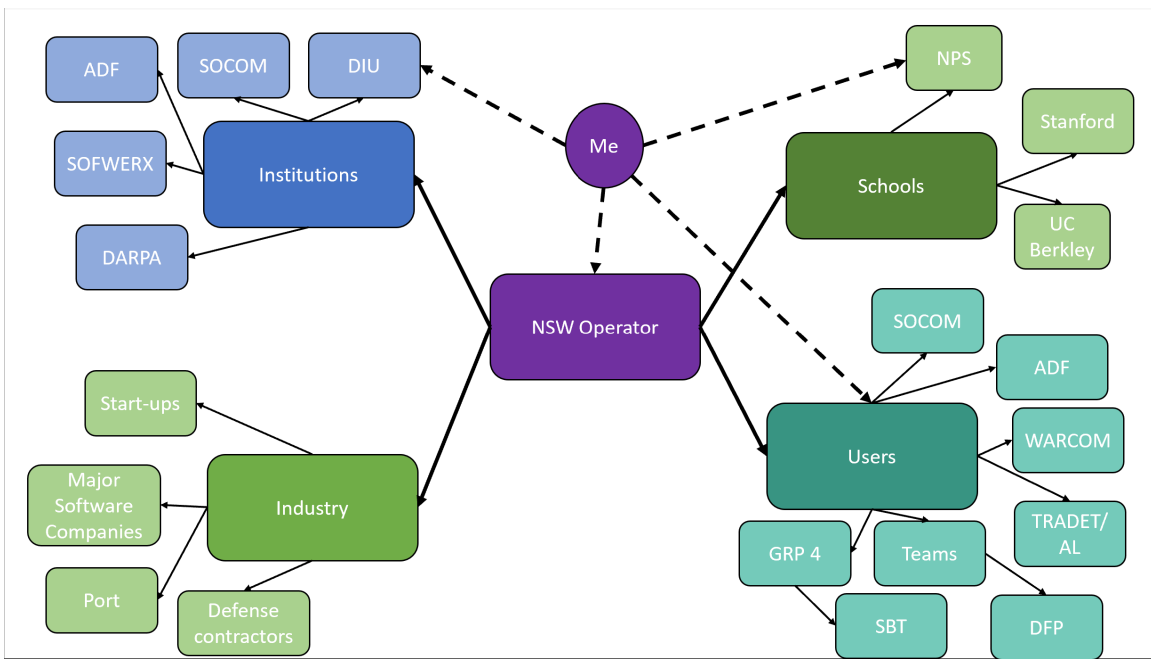 ADF
SOCOM
DIU
NPS
Me
Stanford
SOFWERX
Institutions
Schools
UC
Berkley
DARPA
NSW Operator
SOCOM
ADF
Start-ups
WARCOM
Users
Major
Software
Companies
Industry
TRADET/
AL
GRP 4
Teams
Port
Defense
contractors
SBT
DFP